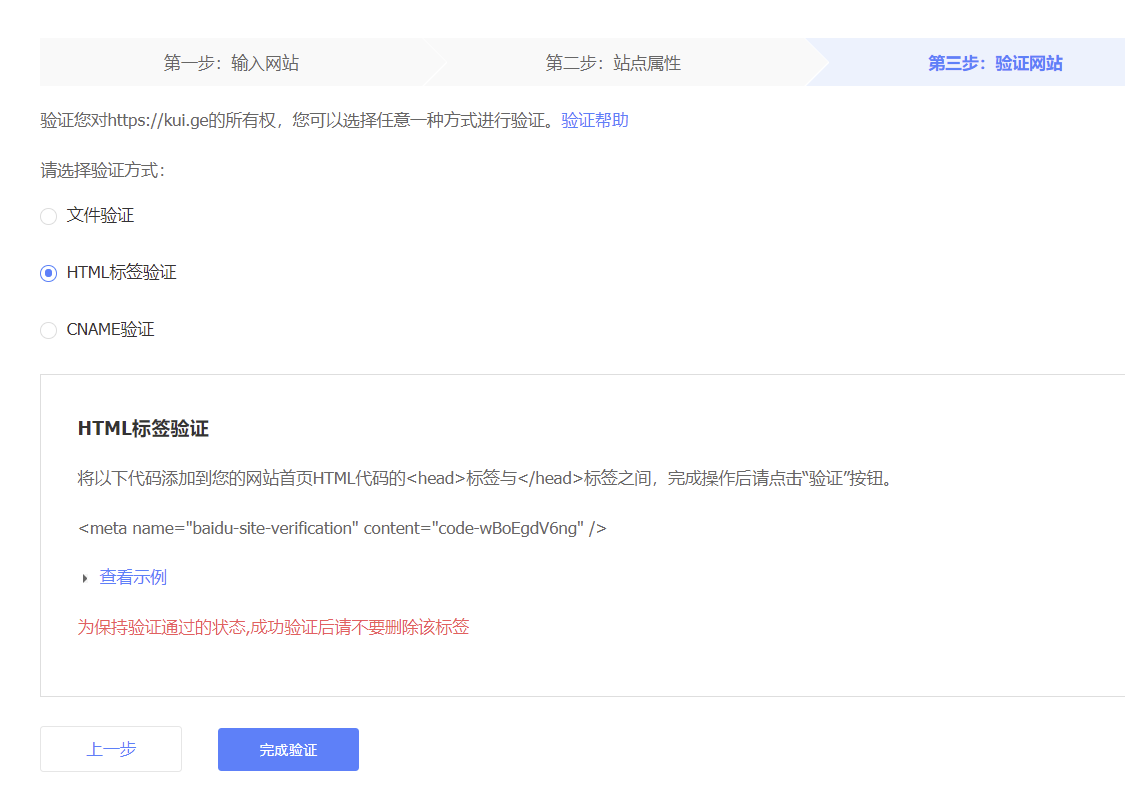 第一步：输入网站
第二步：站点属性
第三步：验证网站
验证您对https://kui.ge的所有权，您可以选择任意一种方式进行验证。验证帮助
请选择验证方式：
文件验证
HTML标签验证
CNAME验证
HTML标签验证
将以下代码添加到您的网站首页HTML代码的<head>标签与</head>标签之间，完成操作后请点击“验证”按钮。
<meta name="baidu-site-verification" content="code-wBoEgdV6ng" />
查看示例
为保持验证通过的状态,成功验证后请不要删除该标签
上一步
完成验证